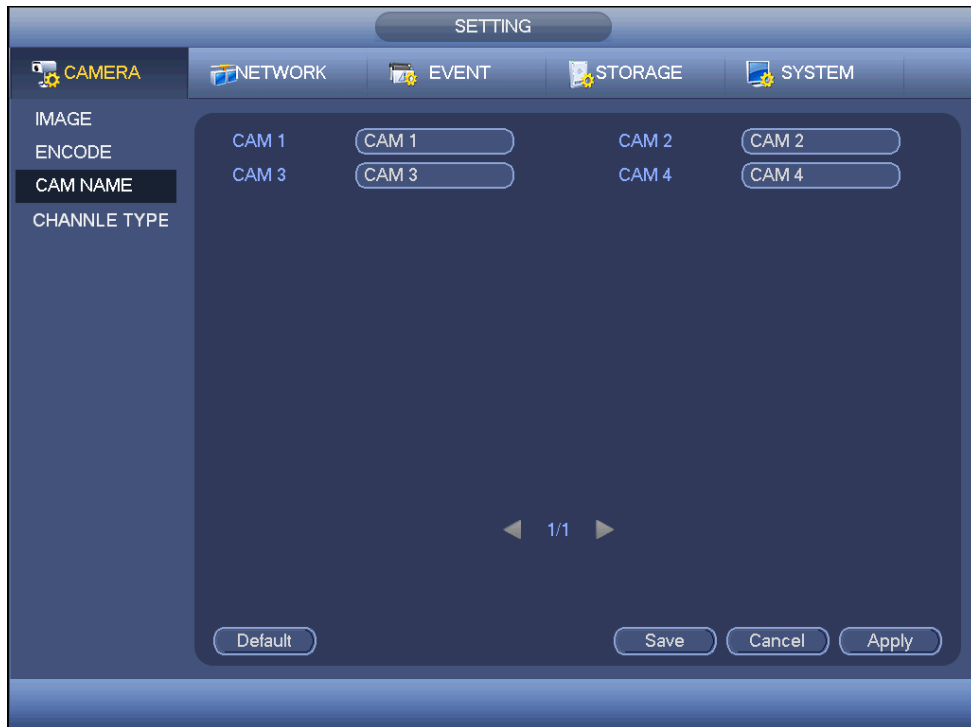 SETTING
CAMERA NETWORK EVENT STORAGE SYSTEM
IMAGE
ENCODE
CAM NAME
CHANNLE TYPE
CAM 1 CAM 1 CAM 2 CAM 2
CAM 3 CAM 3 CAM 4 CAM 4
1/1
Default Save Cancel Apply